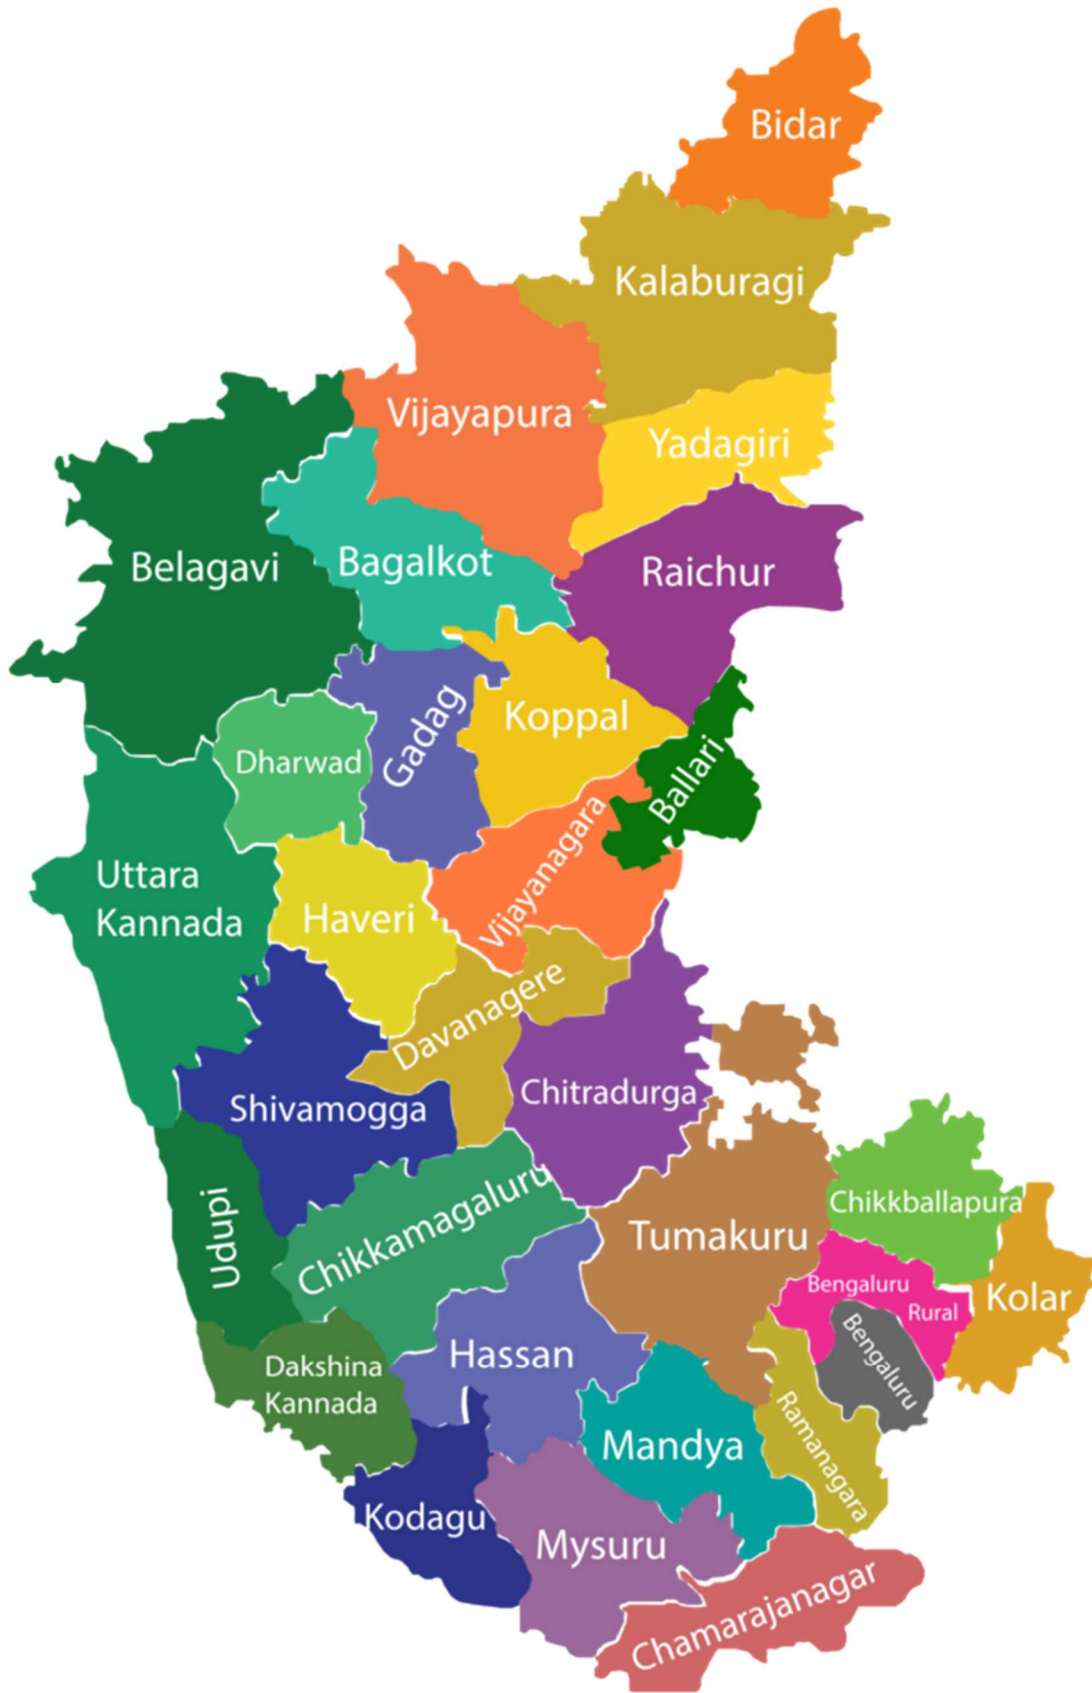 Bidar
Kalaburagi
Vijayapura
Yadagiri
Belagavi
Bagalkot
Raichur
Koppal
Gadag
Dharwad
Ballari
Vijayanagara
Uttara
Kannada
Haveri
Davanagere
Chitradurga
Shivamogga
Chikkballapura
Udupi
Chikkamagaluru
Tumakuru
Bengaluru
Rural
Kolar
Hassan
Bengaluru
Dakshina
Kannada
Mandya
Ramanagara
Kodagu
Mysuru
Chamarajanagar